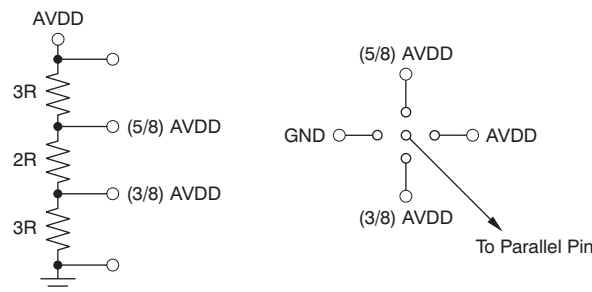 AVDD
3R
(5/8) AVDD
2R
(3/8) AVDD
3R
(5/8) AVDD
GND
AVDD
(3/8) AVDD
To Parallel Pin